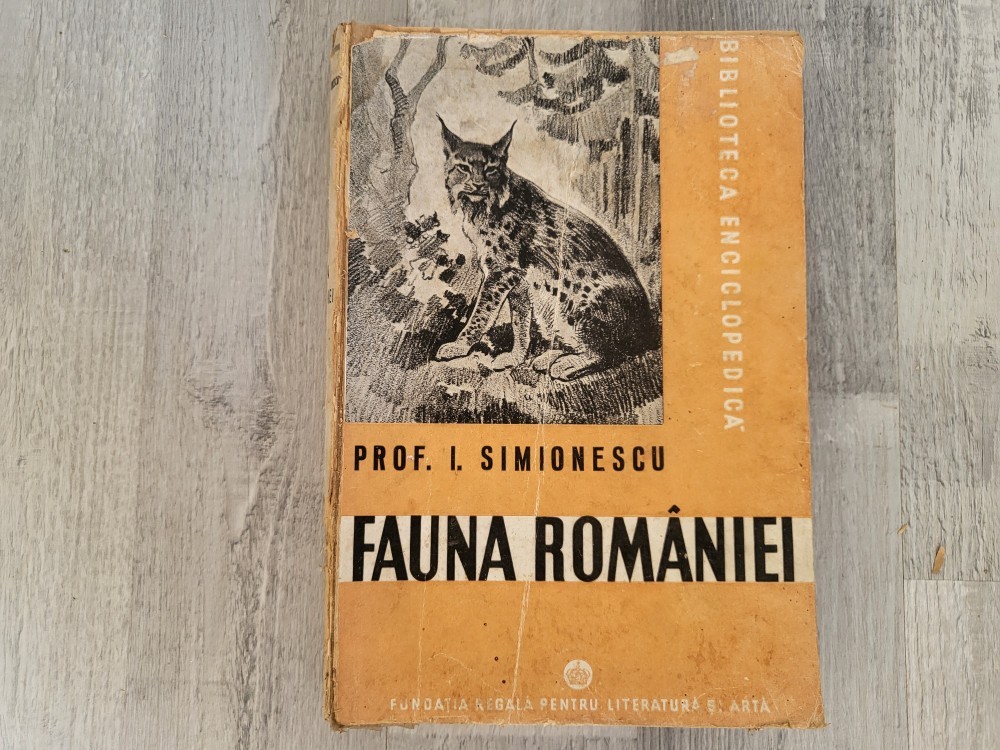 BIBLIOTECA ENCICLOPEDICĂ
PROF. I. SIMIONESCU
FAUNA ROMÂNIEI
FUNDAȚIA REGALĂ PENTRU LITERATURĂ ȘI ARTĂ